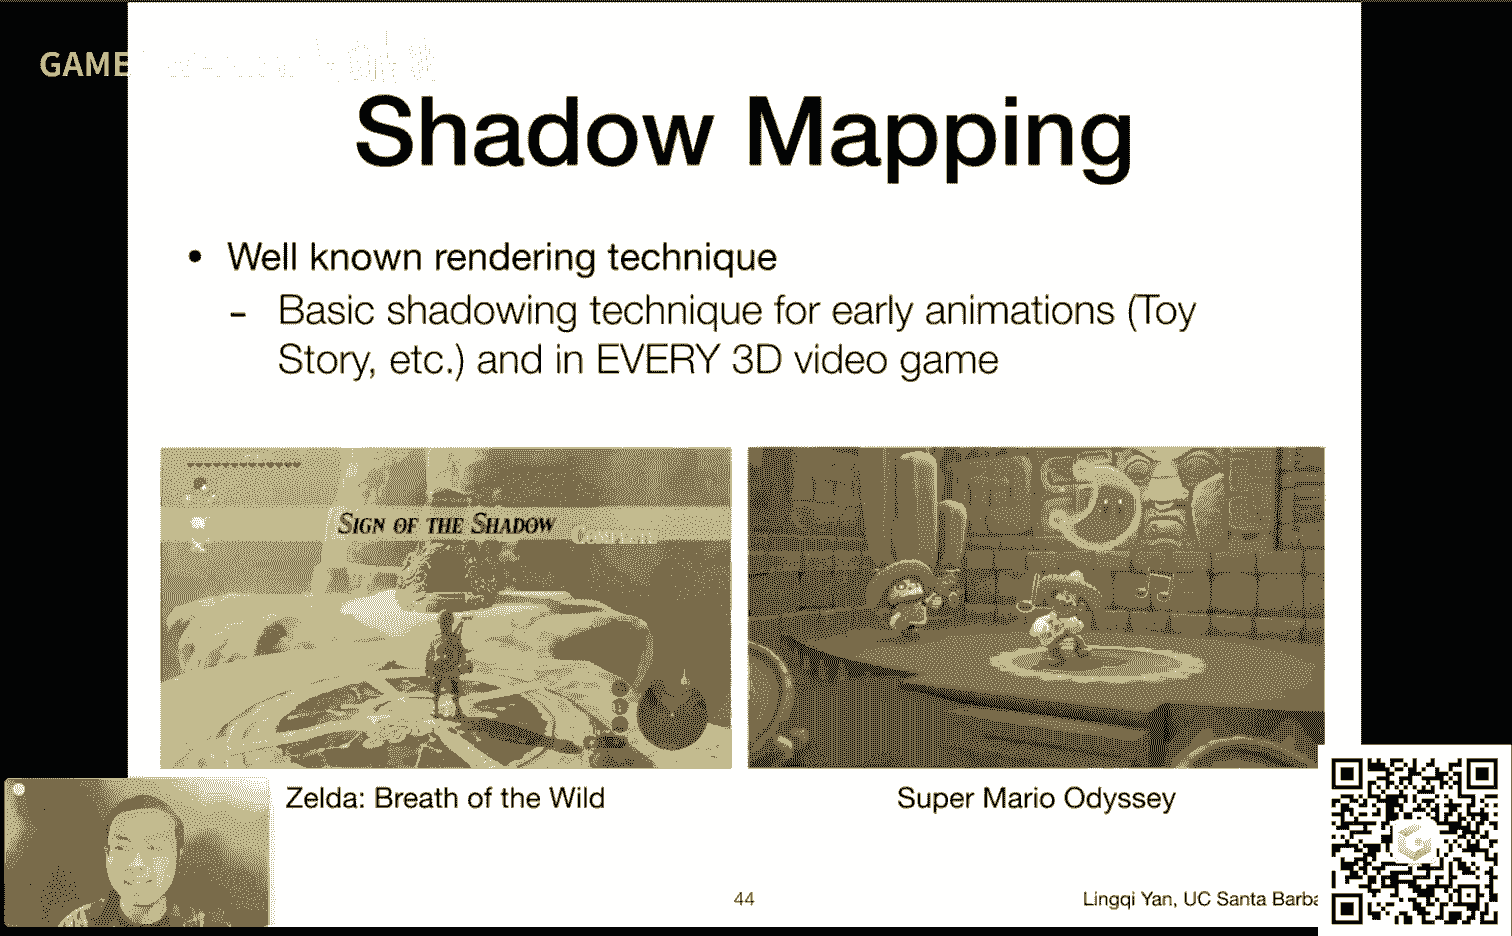 GAME
Shadow Mapping
• Well known rendering technique
- Basic shadowing technique for early animations (Toy
Story, etc.) and in EVERY 3D video game
SIGN OF THE SHADOW
Zelda: Breath of the Wild
Super Mario Odyssey
44
Lingqi Yan, UC Santa Barba